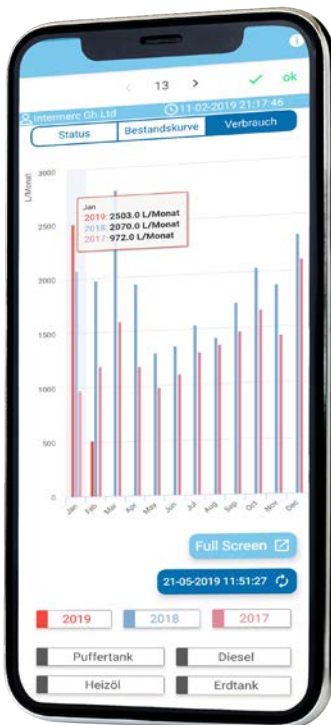 13 ok
Intermerc Gh Ltd 11-02-2019 21:17:46
Status Bestandskurve Verbrauch
L/Monat
3000
2500
2000
1500
1000
500
0
Jan
2019: 2503.0 L/Monat
2018: 2070.0 L/Monat
2017: 972.0 L/Monat
Jan Feb Mar Apr May Jun Jul Aug Sep Oct Nov Dec
Full Screen
21-05-2019 11:51:27
2019 2018 2017
Puffertank Diesel
Heizöl Erdtank